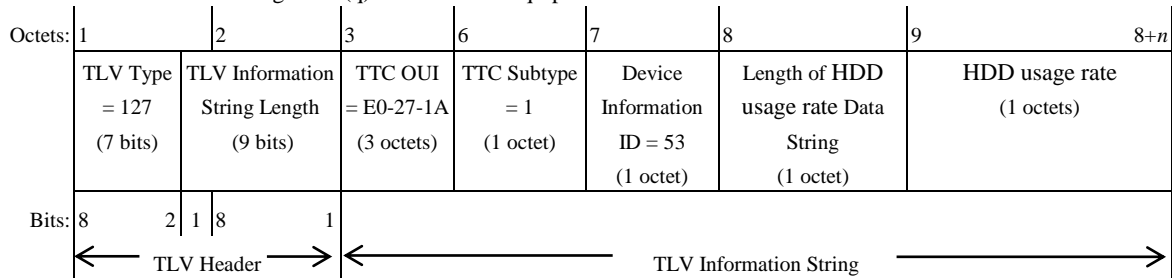 Octets: 1 2 3 6 7 8 9 8+n
TLV Type TLV Information TTC OUI TTC Subtype Device Length of HDD HDD usage rate
= 127 String Length = E0-27-1A = 1 Information usage rate Data (1 octets)
(7 bits) (9 bits) (3 octets) (1 octet) ID = 53 String
(1 octet) (1 octet)
Bits: 8 2 1 8 1
TLV Header TLV Information String